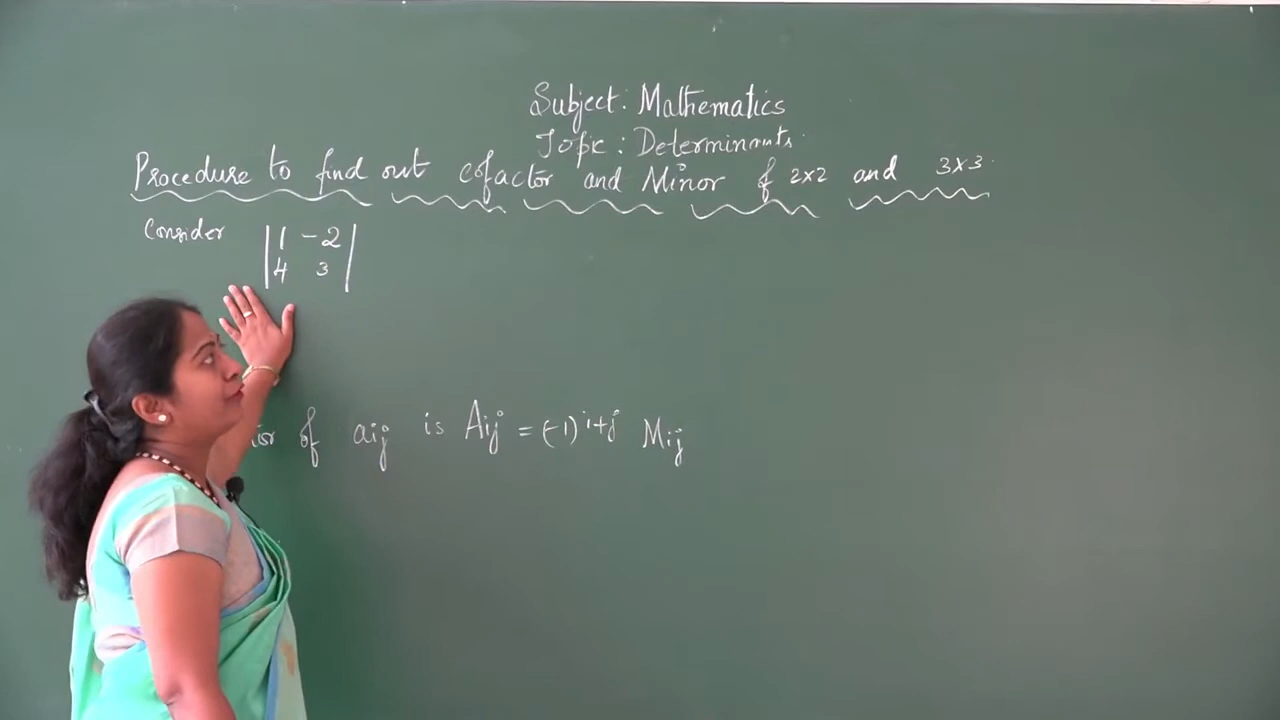 Subject: Mathematics
Topic: Determinants
Procedure to find out cofactor and Minor of 2x2 and 3x3
Consider |1 -2|
|4 3|
of aij is Aij = (-1)^i+j Mij